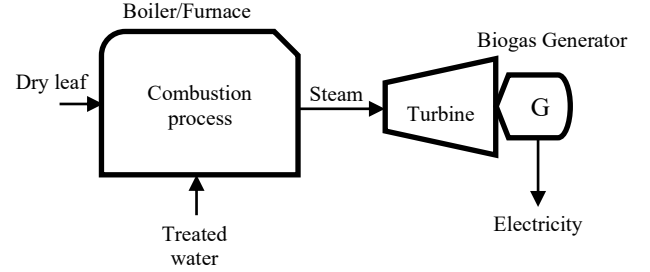 Boiler/Furnace
Biogas Generator
Dry leaf
Combustion
process
Steam
Turbine
G
Treated
water
Electricity